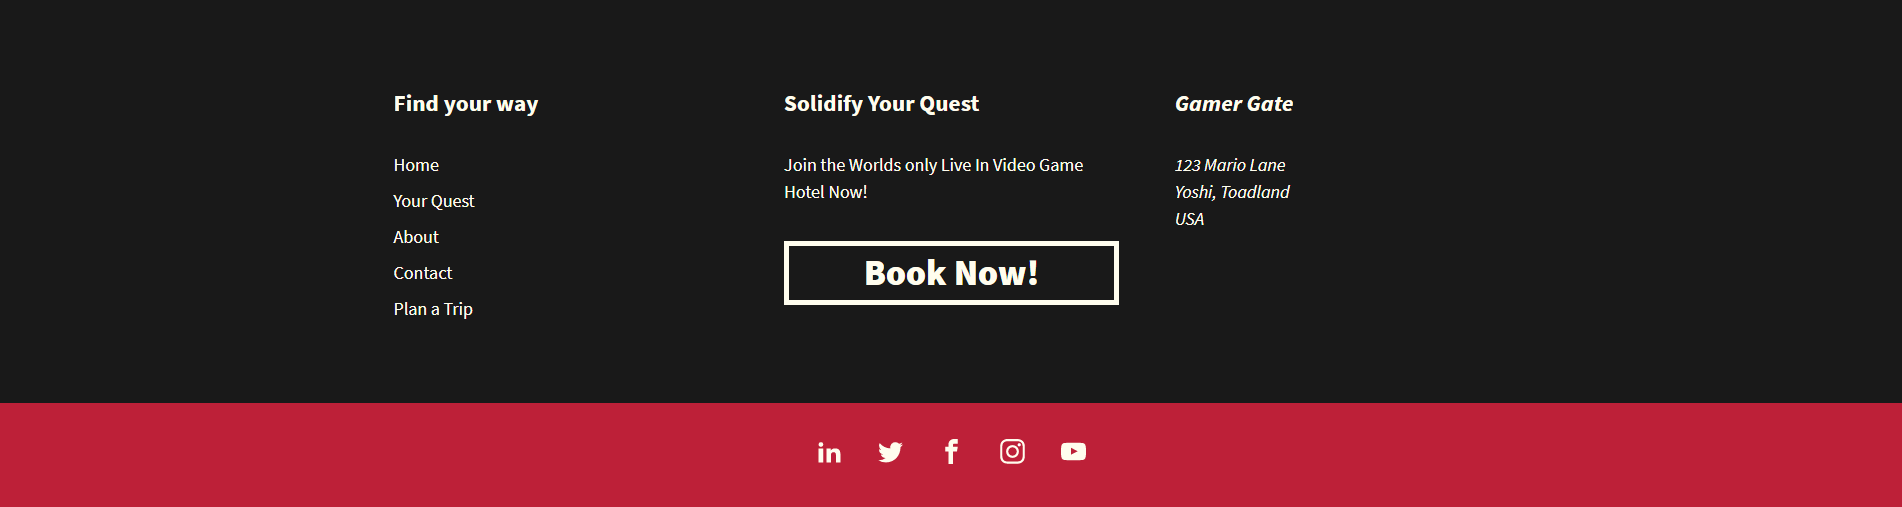 Find your way
Home
Your Quest
About
Contact
Plan a Trip
Solidify Your Quest
Join the Worlds only Live In Video Game
Hotel Now!
Book Now!
Gamer Gate
123 Mario Lane
Yoshi, Toadland
USA